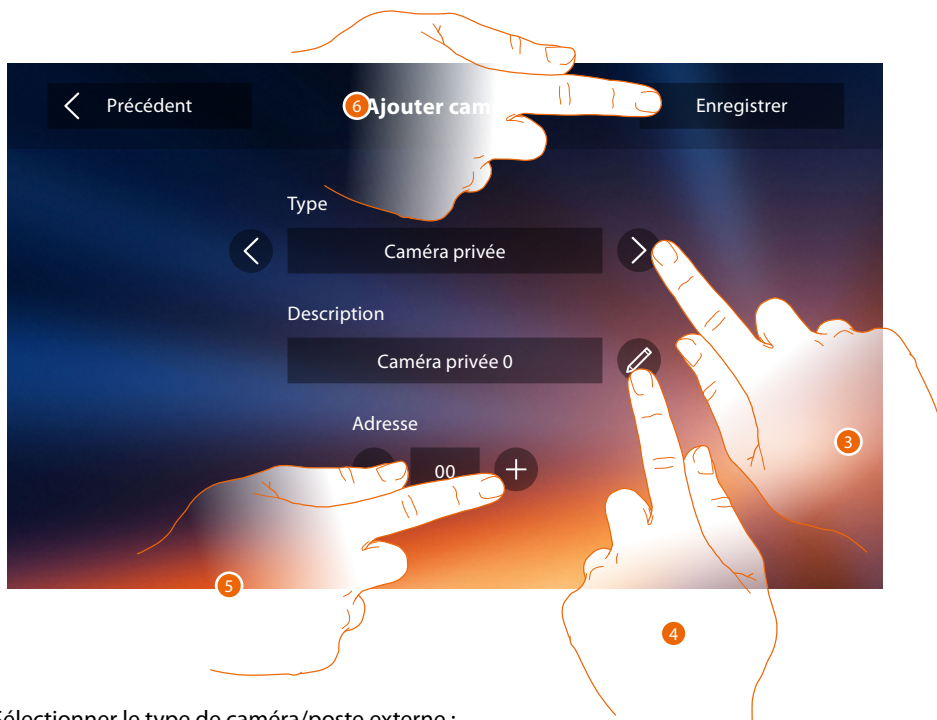 Précédent
6 Ajouter cam
Enregistrer
Type
Caméra privée
Description
Caméra privée 0
Adresse
00
3
5
4
Sélectionner le type de caméra/poste externe :